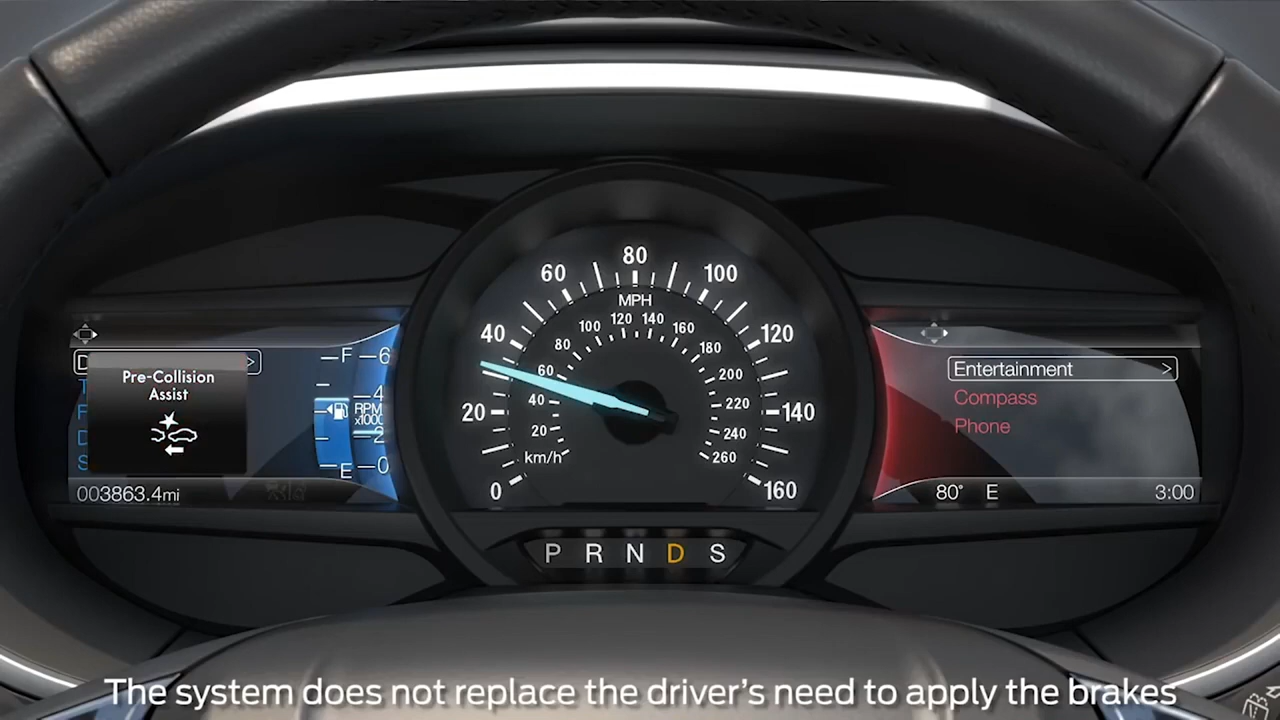 80
60
100
MPH
120
140
100
160
40
120
80
180
Pre-Collision
Assist
F
6
60
200
Entertainment >
40
4
RPM
x1000
2
Compass
20
220
140
20
240
Phone
km/h
260
E
0
0
160
003863.4mi
80° E
3:00
P R N D S
The system does not replace the driver's need to apply the brakes